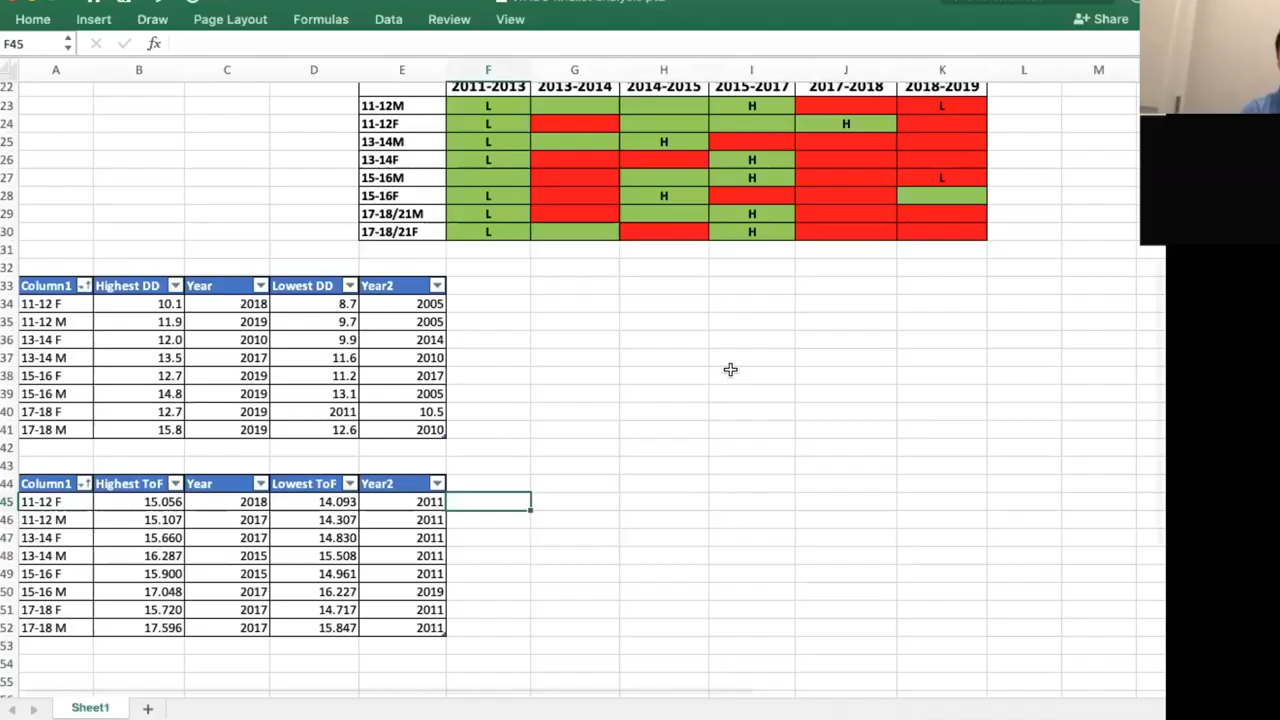 Home Insert Draw Page Layout Formulas Data Review View Share
F45 fx
A B C D E F G H I J K L M
22 2011-2013 2013-2014 2014-2015 2015-2017 2017-2018 2018-2019
23 11-12M L H L
24 11-12F L H
25 13-14M L H
26 13-14F L H
27 15-16M H L
28 15-16F L H
29 17-18/21M L H
30 17-18/21F L H
31
32
33 Column1 Highest DD Year Lowest DD Year2
34 11-12 F 10.1 2018 8.7 2005
35 11-12 M 11.9 2019 9.7 2005
36 13-14 F 12.0 2010 9.9 2014
37 13-14 M 13.5 2017 11.6 2010
38 15-16 F 12.7 2019 11.2 2017
39 15-16 M 14.8 2019 13.1 2005
40 17-18 F 12.7 2019 2011 10.5
41 17-18 M 15.8 2019 12.6 2010
42
43
44 Column1 Highest ToF Year Lowest ToF Year2
45 11-12 F 15.056 2018 14.093 2011
46 11-12 M 15.107 2017 14.307 2011
47 13-14 F 15.660 2017 14.830 2011
48 13-14 M 16.287 2015 15.508 2011
49 15-16 F 15.900 2015 14.961 2011
50 15-16 M 17.048 2017 16.227 2019
51 17-18 F 15.720 2017 14.717 2011
52 17-18 M 17.596 2017 15.847 2011
53
54
55
Sheet1